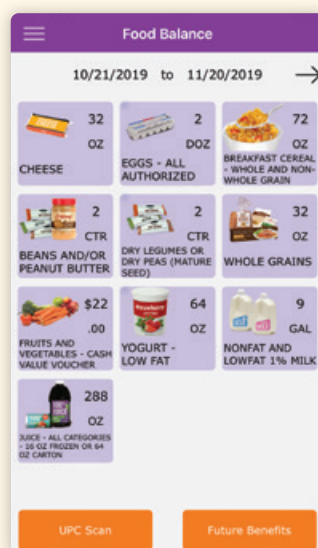 Food Balance
10/21/2019 to 11/20/2019
32
OZ
CHEESE
2
DOZ
EGGS - ALL
AUTHORIZED
72
OZ
BREAKFAST CEREAL
- WHOLE AND NON-
WHOLE GRAIN
2
CTR
BEANS AND/OR
PEANUT BUTTER
2
CTR
DRY LEGUMES OR
DRY PEAS (MATURE
SEED)
32
OZ
WHOLE GRAINS
$22
.00
FRUITS AND
VEGETABLES - CASH
VALUE VOUCHER
64
OZ
YOGURT -
LOW FAT
9
GAL
NONFAT AND
LOWFAT 1% MILK
288
OZ
JUICE - ALL CATEGORIES
- 16 OZ FROZEN OR 64
OZ CARTON
UPC Scan
Future Benefits